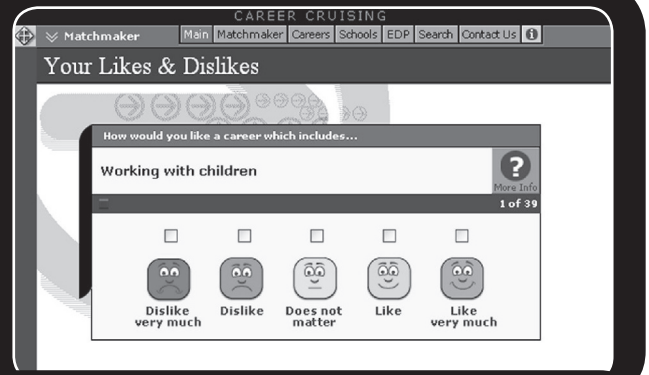 CAREER CRUISING
Matchmaker
Main Matchmaker Careers Schools EDP Search Contact Us i
Your Likes & Dislikes
How would you like a career which includes...
Working with children
?
More Info
1 of 39
Dislike very much
Dislike
Does not matter
Like
Like very much